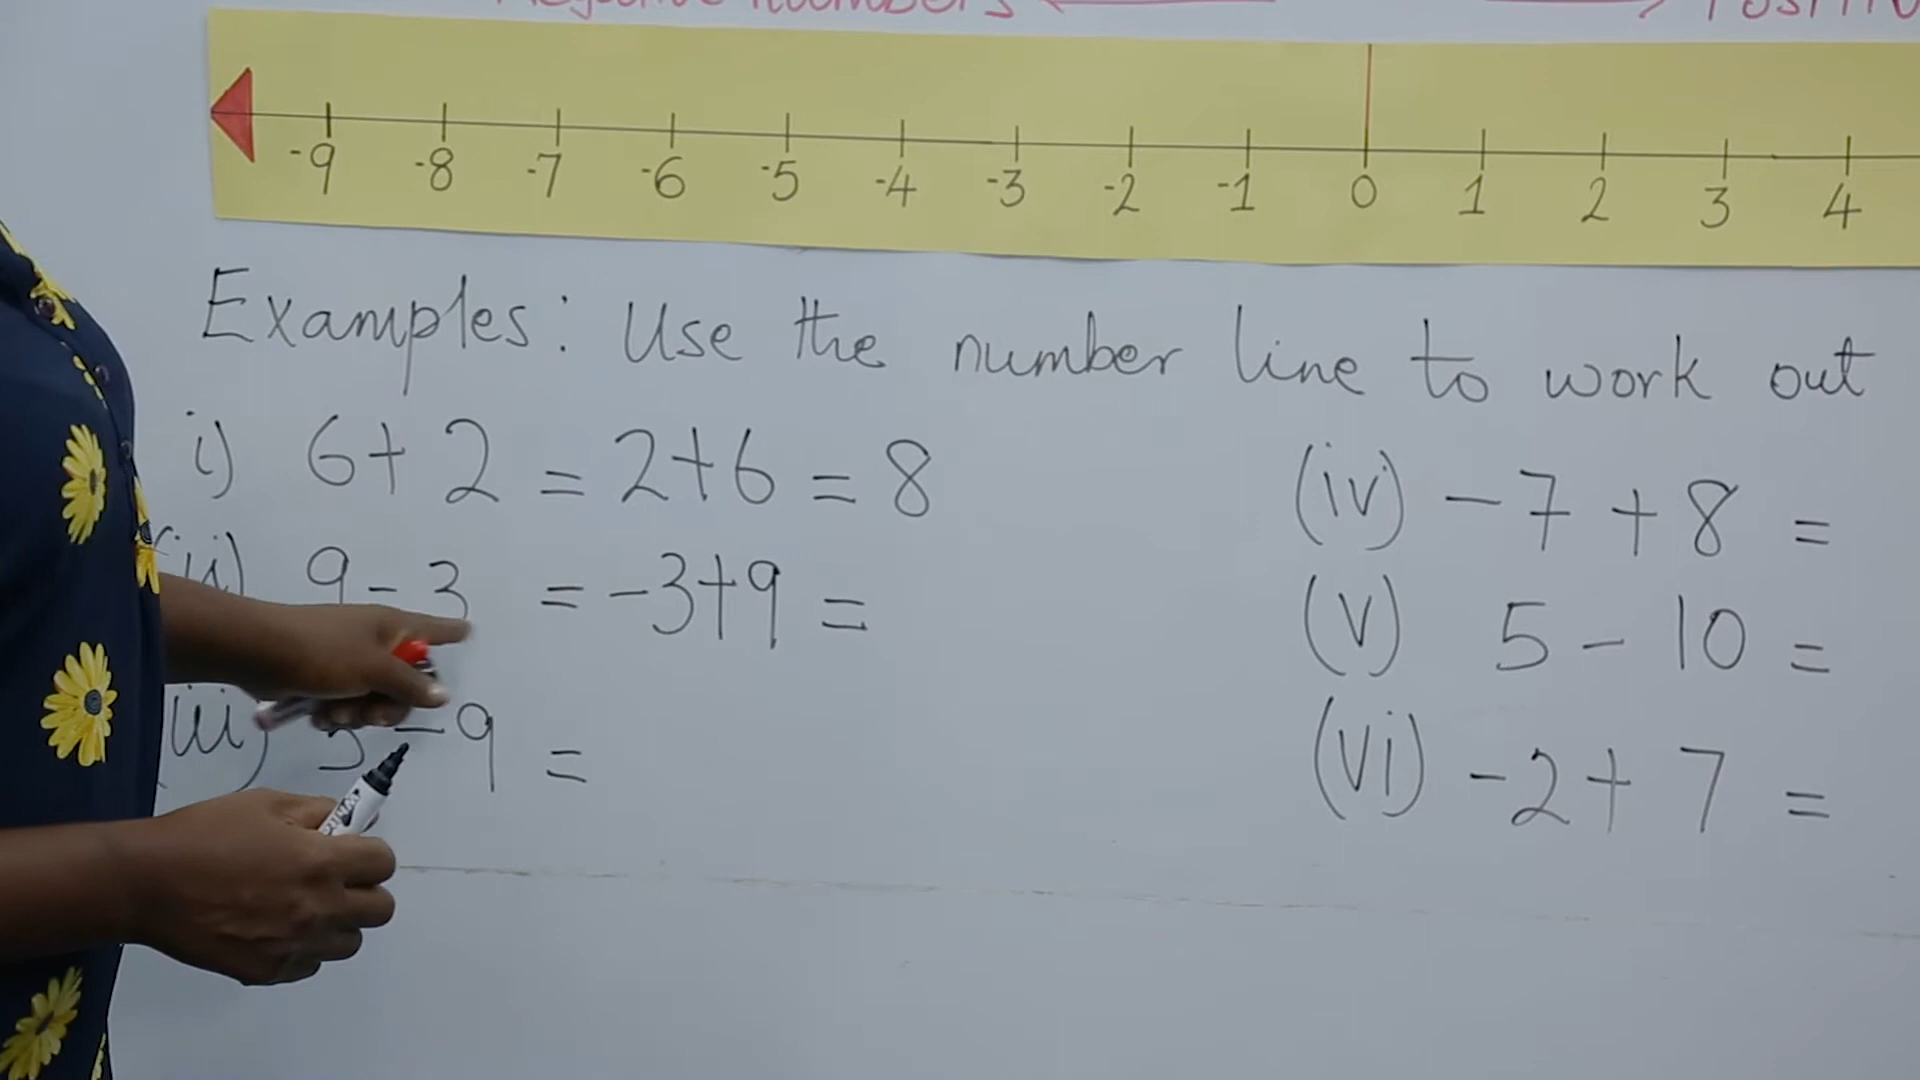 Negative numbers
-9 -8 -7 -6 -5 -4 -3 -2 -1 0 1 2 3 4
Examples: Use the number line to work out
i) 6+2 = 2+6 = 8
(ii) 9-3 = -3+9 =
(iii) -9 =
(iv) -7+8 =
(v) 5-10 =
(vi) -2+7 =